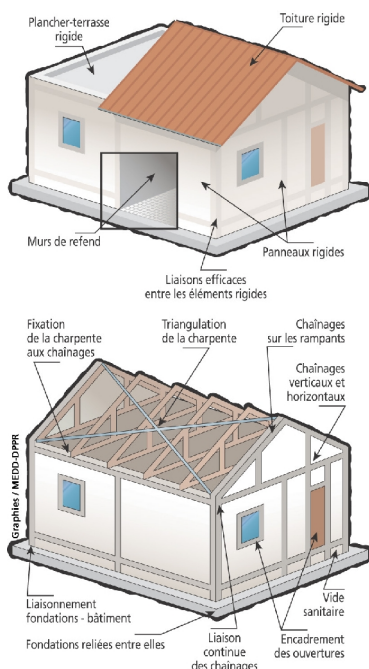 Plancher-terrasse
rigide
Toiture rigide
Murs de refend
Panneaux rigides
Liaisons efficaces
entre les éléments rigides
Fixation
de la charpente
aux chainages
Triangulation
de la charpente
Chaînages
sur les rampants
Chaînages
verticaux et
horizontaux
Graphies / MEDD-DPPR
Liaisonnement
fondations - bâtiment
Fondations reliées entre elles
Liaison
continue
des chainages
Encadrement
des ouvertures
Vide
sanitaire